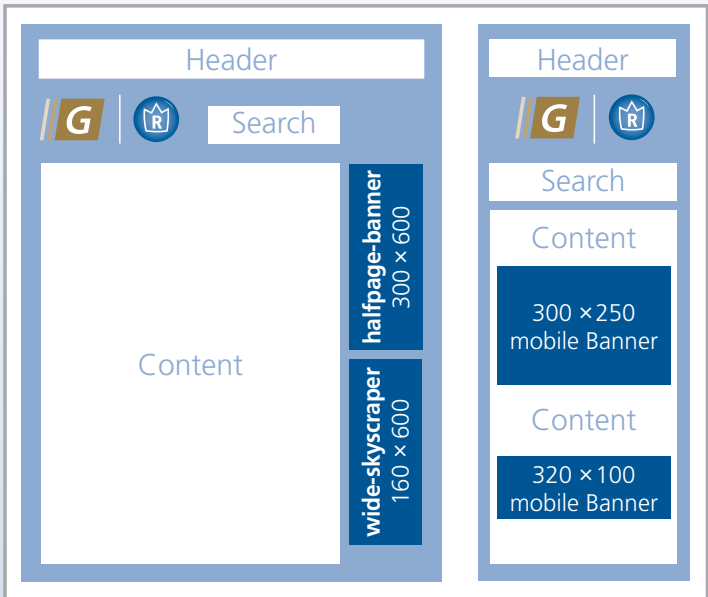 Header
G
R
Search
Content
halfpage-banner
300 × 600
wide-skyscraper
160 × 600
Header
G
R
Search
Content
300 ×250
mobile Banner
Content
320 ×100
mobile Banner